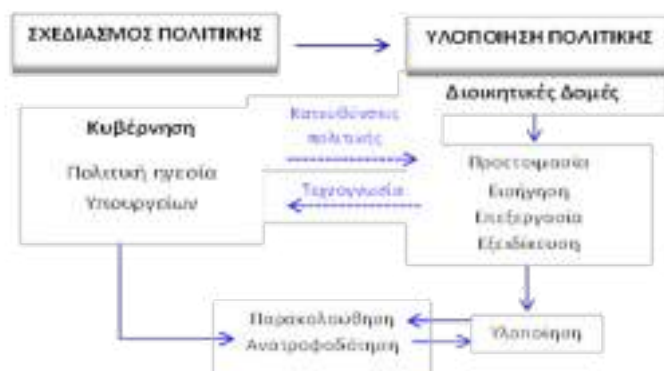 ΣΧΕΔΙΑΣΜΟΣ ΠΟΛΙΤΙΚΗΣ
ΥΛΟΠΟΙΗΣΗ ΠΟΛΙΤΙΚΗΣ
Διοικητικές Δομές
Κυβέρνηση
Πολιτική ηγεσία
Υπουργείων
Κατευθύνσεις
πολιτικής
Τεχνογνωσία
Προετοιμασία
Εισήγηση
Επεξεργασία
Εξειδίκευση
Παρακολούθηση
Ανατροφοδότηση
Υλοποίηση